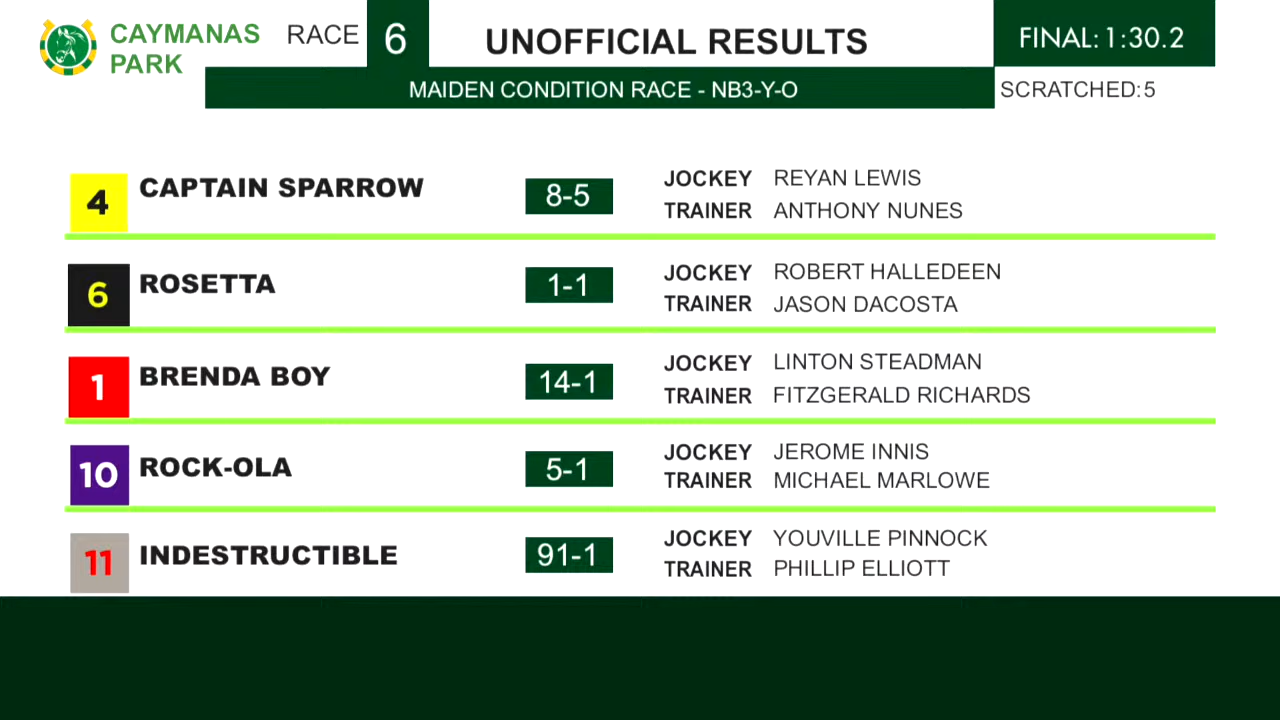 CAYMANAS
PARK
RACE 6
UNOFFICIAL RESULTS
FINAL: 1:30.2
MAIDEN CONDITION RACE - NB3-Y-O
SCRATCHED: 5
4 CAPTAIN SPARROW 8-5
JOCKEY REYAN LEWIS
TRAINER ANTHONY NUNES
6 ROSETTA 1-1
JOCKEY ROBERT HALLEDEEN
TRAINER JASON DACOSTA
1 BRENDA BOY 14-1
JOCKEY LINTON STEADMAN
TRAINER FITZGERALD RICHARDS
10 ROCK-OLA 5-1
JOCKEY JEROME INNIS
TRAINER MICHAEL MARLOWE
11 INDESTRUCTIBLE 91-1
JOCKEY YOUVILLE PINNOCK
TRAINER PHILLIP ELLIOTT